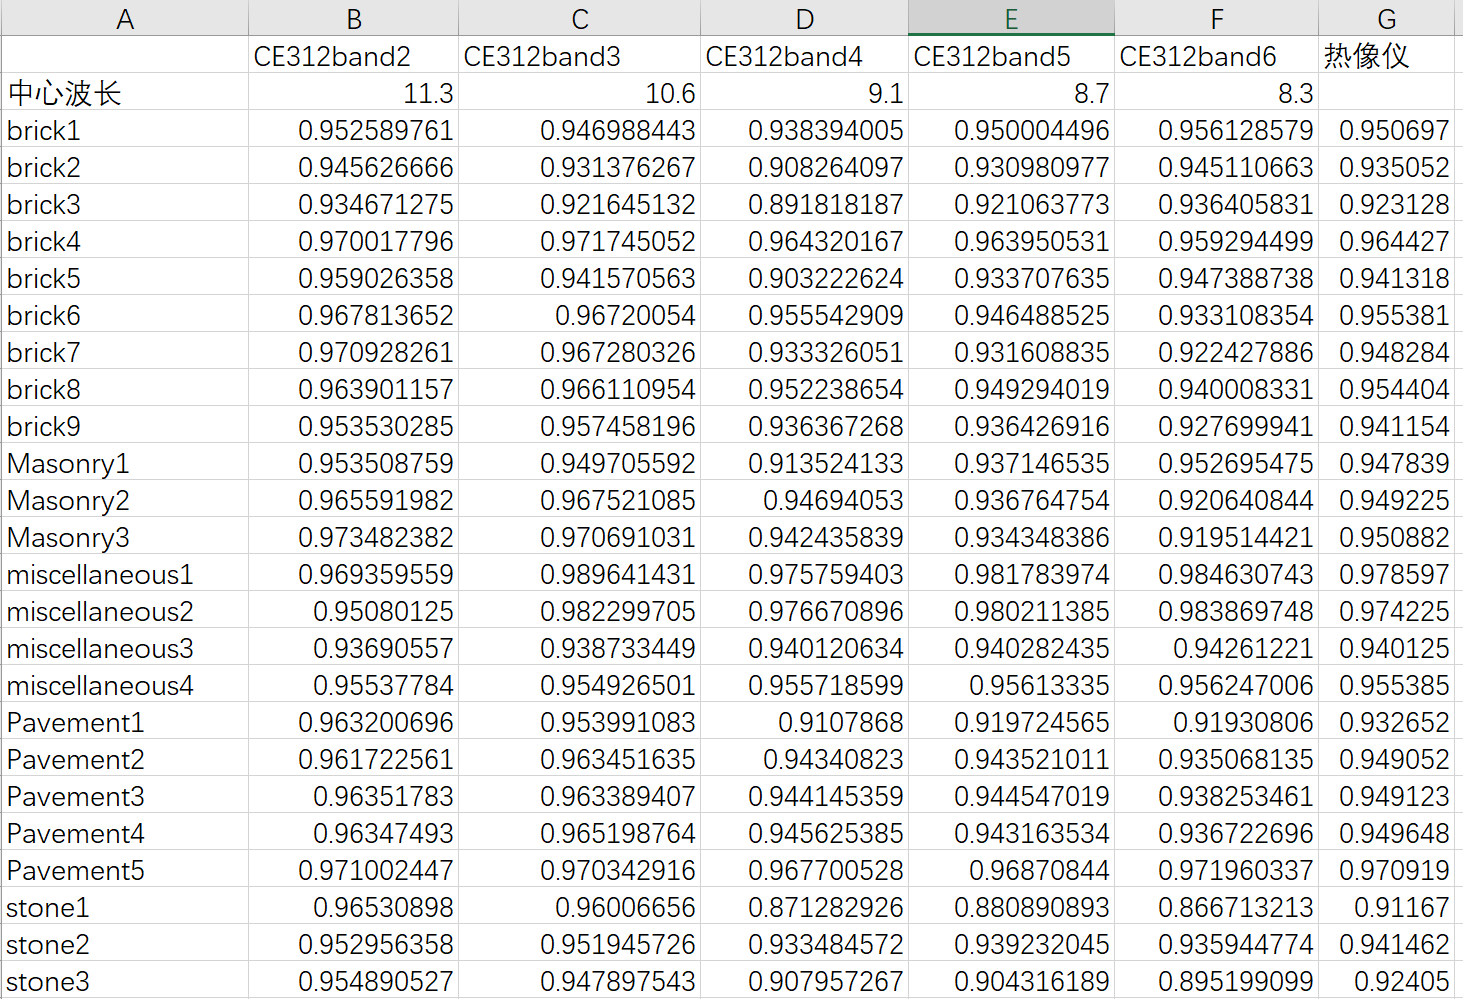 A B C D E F G
CE312band2 CE312band3 CE312band4 CE312band5 CE312band6 热像仪
中心波长 11.3 10.6 9.1 8.7 8.3
brick1 0.952589761 0.946988443 0.938394005 0.950004496 0.956128579 0.950697
brick2 0.945626666 0.931376267 0.908264097 0.930980977 0.945110663 0.935052
brick3 0.934671275 0.921645132 0.891818187 0.921063773 0.936405831 0.923128
brick4 0.970017796 0.971745052 0.964320167 0.963950531 0.959294499 0.964427
brick5 0.959026358 0.941570563 0.903222624 0.933707635 0.947388738 0.941318
brick6 0.967813652 0.96720054 0.955542909 0.946488525 0.933108354 0.955381
brick7 0.970928261 0.967280326 0.933326051 0.931608835 0.922427886 0.948284
brick8 0.963901157 0.966110954 0.952238654 0.949294019 0.940008331 0.954404
brick9 0.953530285 0.957458196 0.936367268 0.936426916 0.927699941 0.941154
Masonry1 0.953508759 0.949705592 0.913524133 0.937146535 0.952695475 0.947839
Masonry2 0.965591982 0.967521085 0.94694053 0.936764754 0.920640844 0.949225
Masonry3 0.973482382 0.970691031 0.942435839 0.934348386 0.919514421 0.950882
miscellaneous1 0.969359559 0.989641431 0.975759403 0.981783974 0.984630743 0.978597
miscellaneous2 0.95080125 0.982299705 0.976670896 0.980211385 0.983869748 0.974225
miscellaneous3 0.93690557 0.938733449 0.940120634 0.940282435 0.94261221 0.940125
miscellaneous4 0.95537784 0.954926501 0.955718599 0.95613335 0.956247006 0.955385
Pavement1 0.963200696 0.953991083 0.9107868 0.919724565 0.91930806 0.932652
Pavement2 0.961722561 0.963451635 0.94340823 0.943521011 0.935068135 0.949052
Pavement3 0.96351783 0.963389407 0.944145359 0.944547019 0.938253461 0.949123
Pavement4 0.96347493 0.965198764 0.945625385 0.943163534 0.936722696 0.949648
Pavement5 0.971002447 0.970342916 0.967700528 0.96870844 0.971960337 0.970919
stone1 0.96530898 0.96006656 0.871282926 0.880890893 0.866713213 0.91167
stone2 0.952956358 0.951945726 0.933484572 0.939232045 0.935944774 0.941462
stone3 0.954890527 0.947897543 0.907957267 0.904316189 0.895199099 0.92405